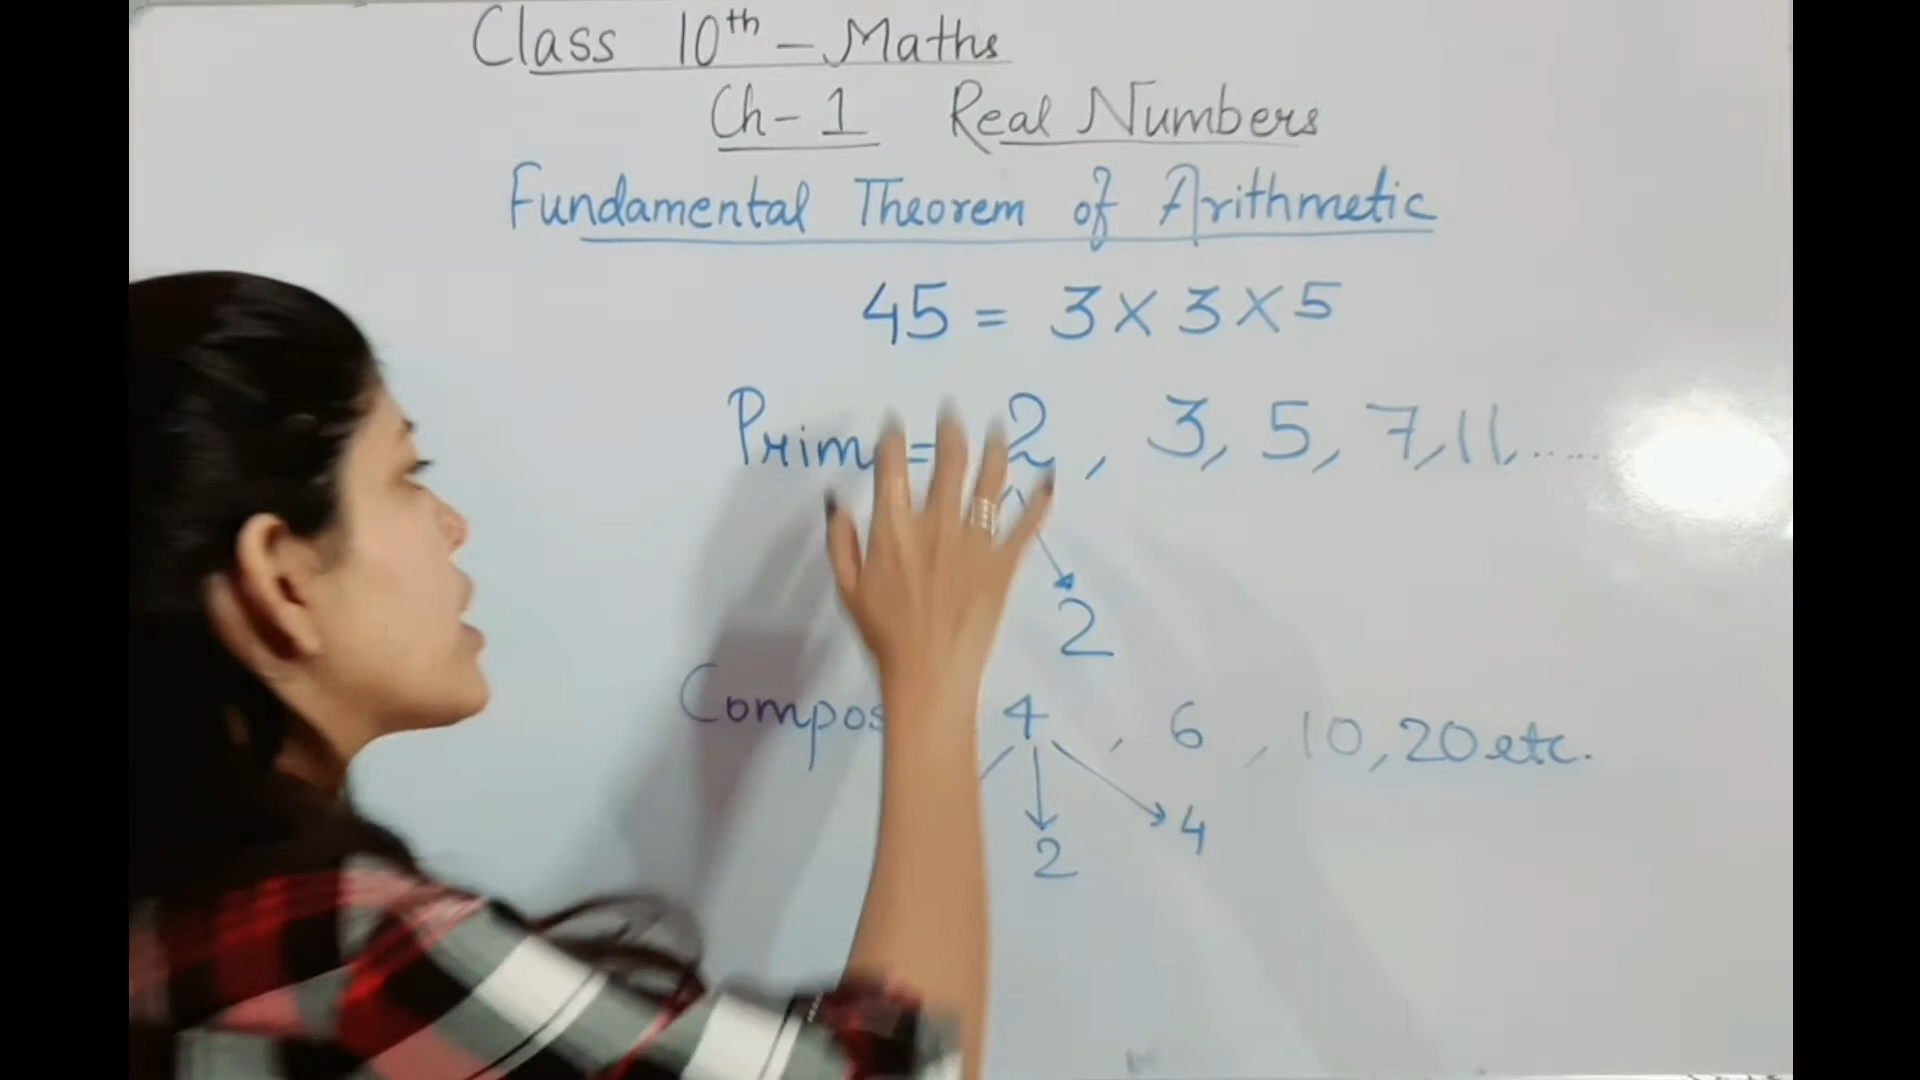 Class 10th - Maths
Ch-1 Real Numbers
Fundamental Theorem of Arithmetic
45 = 3 × 3 × 5
Prim = 2, 3, 5, 7, 11, .....
2
Compos 4, 6, 10, 20 etc.
4
2